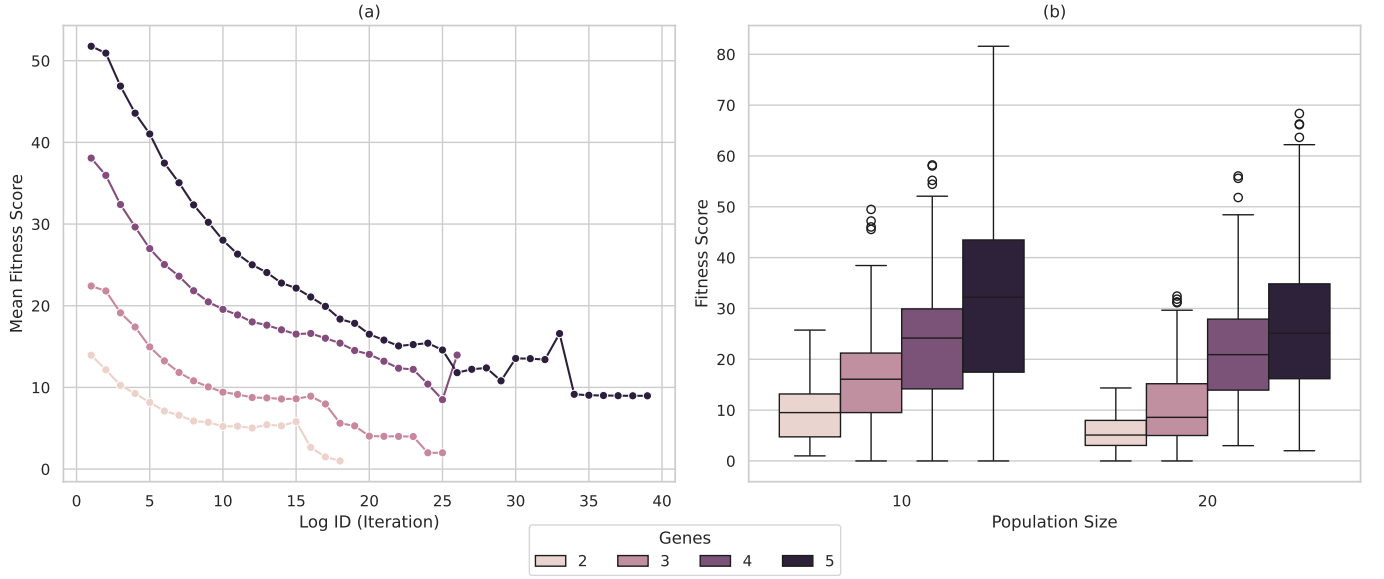 (a)
Mean Fitness Score
50
40
30
20
10
0
0 5 10 15 20 25 30 35 40
Log ID (Iteration)
(b)
Fitness Score
80
70
60
50
40
30
20
10
0
10 20
Population Size
Genes
2 3 4 5